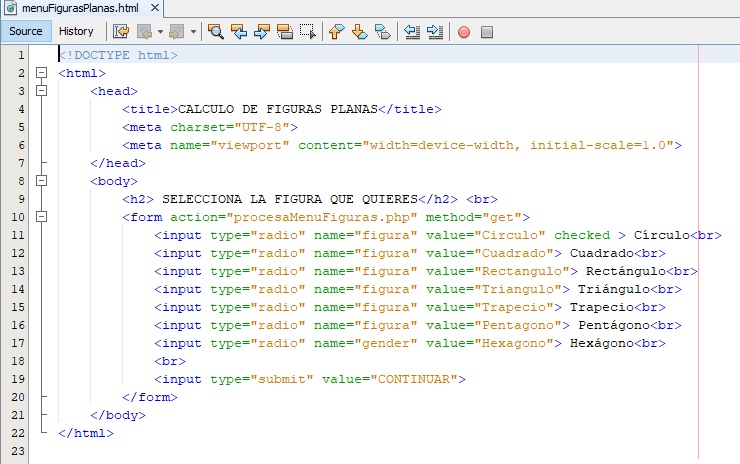 menuFigurasPlanas.html
Source History
1 <!DOCTYPE html>
2 <html>
3 <head>
4 <title>CALCULO DE FIGURAS PLANAS</title>
5 <meta charset="UTF-8">
6 <meta name="viewport" content="width=device-width, initial-scale=1.0">
7 </head>
8 <body>
9 <h2> SELECCIONA LA FIGURA QUE QUIERES</h2> <br>
10 <form action="procesaMenuFiguras.php" method="get">
11 <input type="radio" name="figura" value="Circulo" checked > Círculo<br>
12 <input type="radio" name="figura" value="Cuadrado"> Cuadrado<br>
13 <input type="radio" name="figura" value="Rectangulo"> Rectángulo<br>
14 <input type="radio" name="figura" value="Triangulo"> Triángulo<br>
15 <input type="radio" name="figura" value="Trapecio"> Trapecio<br>
16 <input type="radio" name="figura" value="Pentagono"> Pentágono<br>
17 <input type="radio" name="gender" value="Hexagono"> Hexágono<br>
18 <br>
19 <input type="submit" value="CONTINUAR">
20 </form>
21 </body>
22 </html>
23